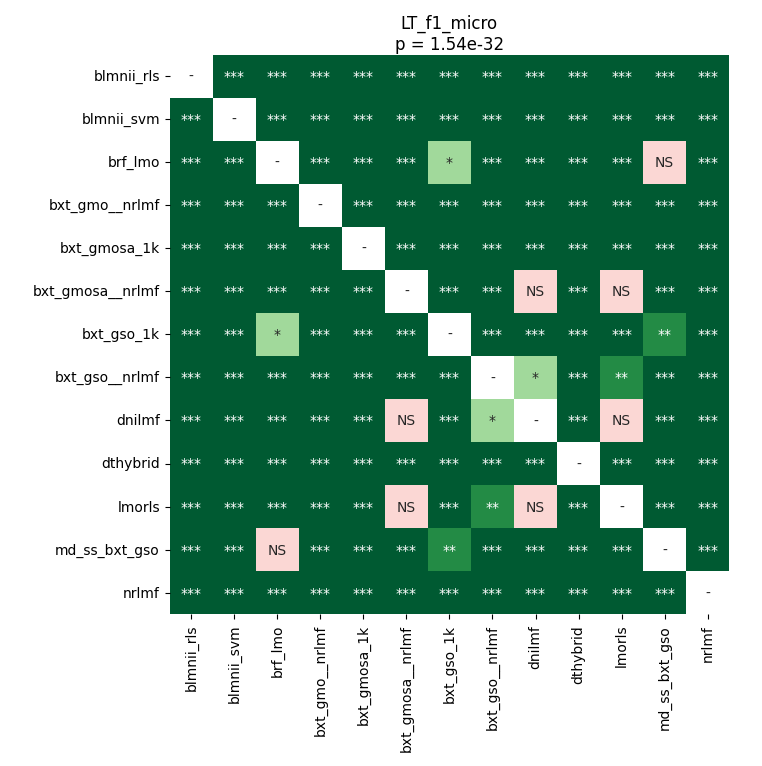 LT_f1_micro
p = 1.54e-32
blmnii_rls - *** *** *** *** *** *** *** *** *** *** *** ***
blmnii_svm *** - *** *** *** *** *** *** *** *** *** *** ***
brf_lmo *** *** - *** *** *** * *** *** *** *** NS ***
bxt_gmo__nrlmf *** *** *** - *** *** *** *** *** *** *** *** ***
bxt_gmosa_1k *** *** *** *** - *** *** *** *** *** *** *** ***
bxt_gmosa__nrlmf *** *** *** *** *** - *** *** NS *** NS *** ***
bxt_gso_1k *** *** * *** *** *** - *** *** *** *** ** ***
bxt_gso__nrlmf *** *** *** *** *** *** *** - * *** ** *** ***
dnilmf *** *** *** *** *** NS *** * - *** NS *** ***
dthybrid *** *** *** *** *** *** *** *** *** - *** *** ***
lmorls *** *** *** *** *** NS *** ** NS *** - *** ***
md_ss_bxt_gso *** *** NS *** *** *** ** *** *** *** *** - ***
nrlmf *** *** *** *** *** *** *** *** *** *** *** *** -
blmnii_rls
blmnii_svm
brf_lmo
bxt_gmo__nrlmf
bxt_gmosa_1k
bxt_gmosa__nrlmf
bxt_gso_1k
bxt_gso__nrlmf
dnilmf
dthybrid
lmorls
md_ss_bxt_gso
nrlmf